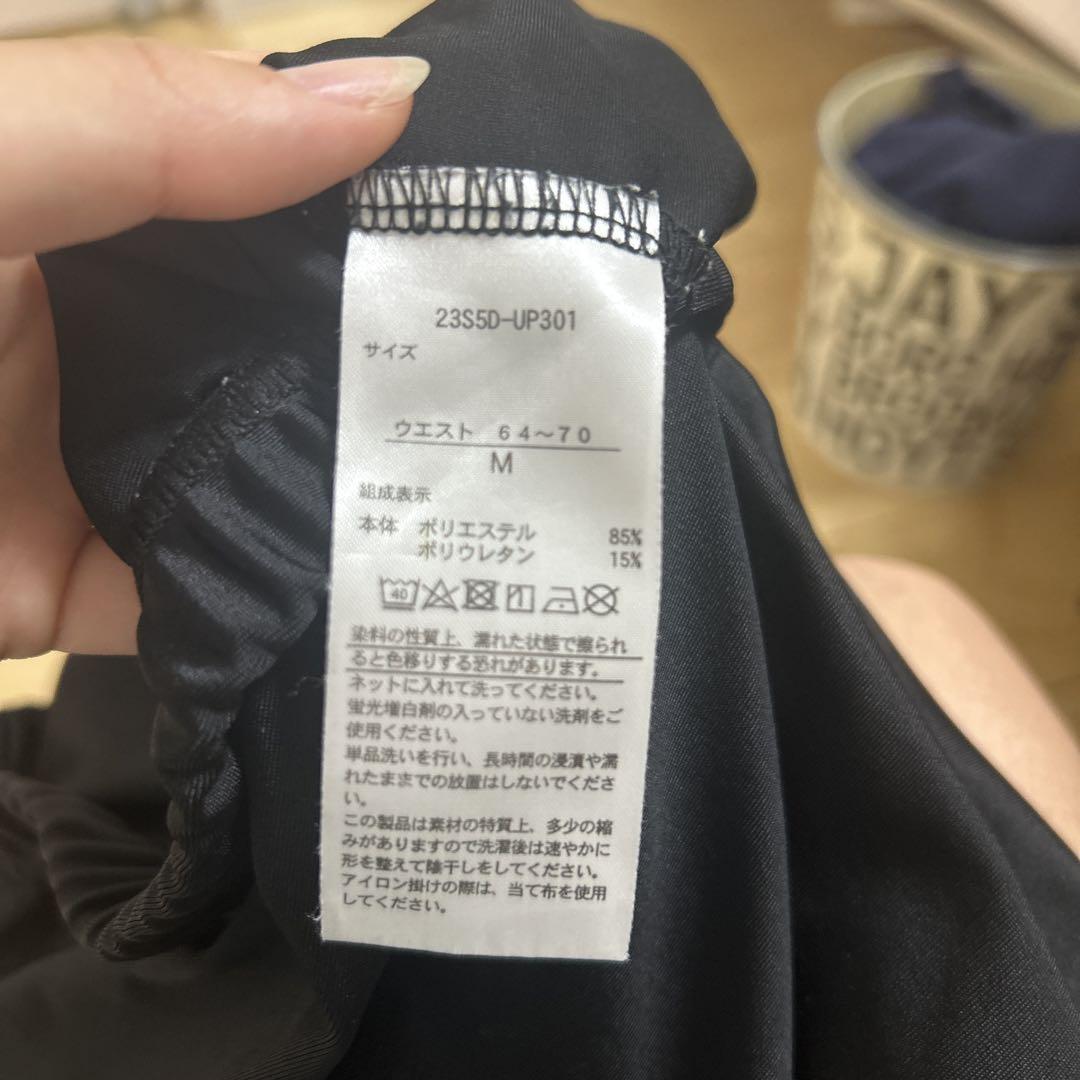 23S5D-UP301
サイズ
ウエスト 64～70
M
組成表示
本体 ポリエステル 85%
ポリウレタン 15%
40
染料の性質上、濡れた状態で擦られ
ると色移りする恐れがあります。
ネットに入れて洗ってください。
蛍光増白剤の入っていない洗剤をご
使用ください。
単品洗いを行い、長時間の浸漬や濡
れたままでの放置はしないでくださ
い。
この製品は素材の特質上、多少の縮
みがありますので洗濯後は速やかに
形を整えて陰干しをしてください。
アイロン掛けの際は、当て布を使用
してください。
JAY